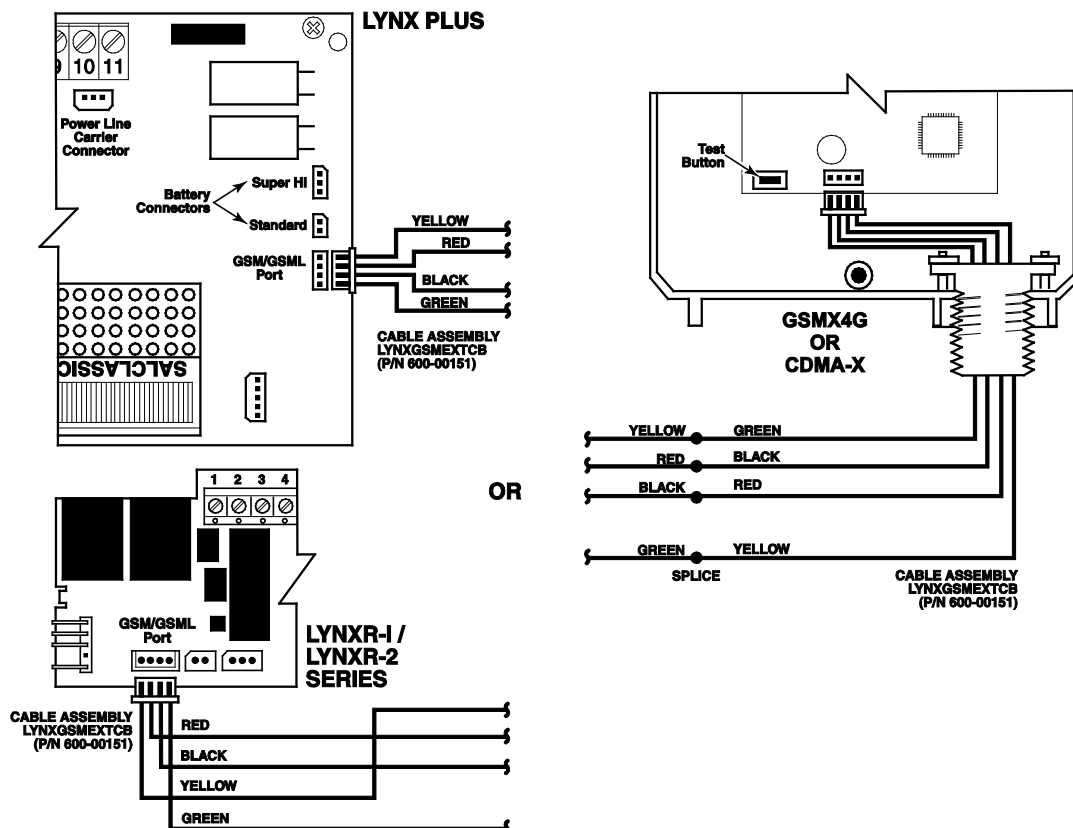 LYNX PLUS
9 10 11
Power Line
Carrier
Connector
Battery
Connectors
Super HI
Standard
GSM/GSML
Port
YELLOW
RED
BLACK
GREEN
CABLE ASSEMBLY
LYNXGSMEXTCB
(P/N 600-00151)
SALCLASSIC
Test
Button
GSMX4G
OR
CDMA-X
YELLOW GREEN
RED BLACK
BLACK RED
GREEN YELLOW
SPLICE
CABLE ASSEMBLY
LYNXGSMEXTCB
(P/N 600-00151)
OR
1 2 3 4
GSM/GSML
Port
LYNXR-I /
LYNXR-2
SERIES
CABLE ASSEMBLY
LYNXGSMEXTCB
(P/N 600-00151)
RED
BLACK
YELLOW
GREEN